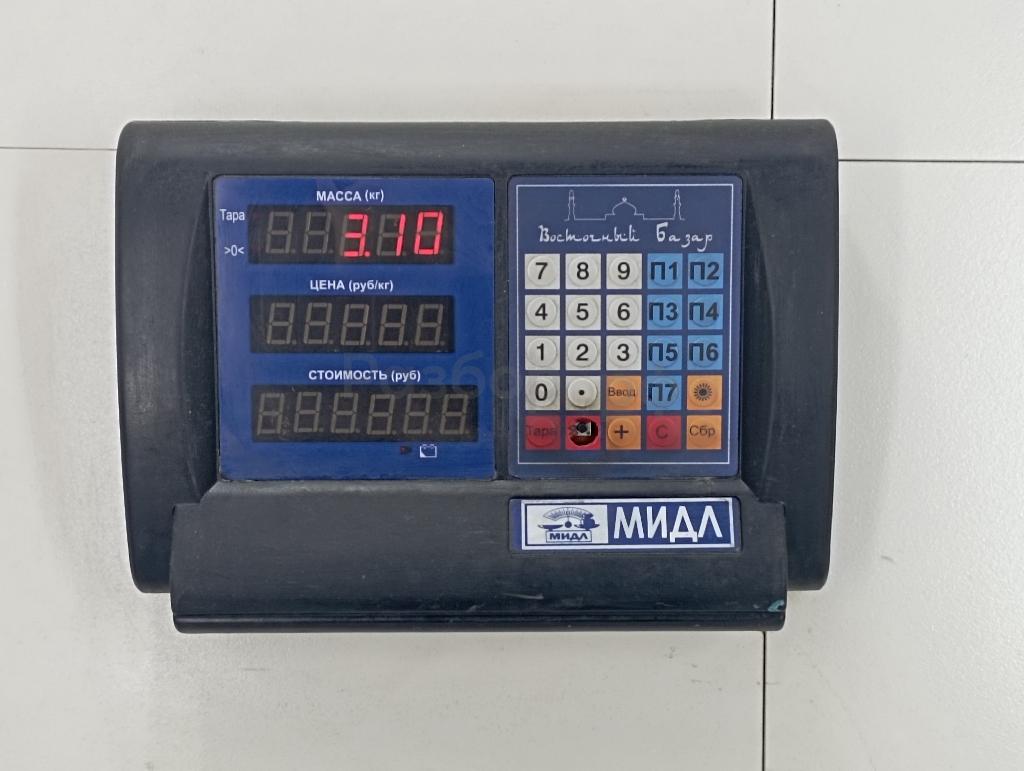 МАССА (кг)
Тара
>0<
3.10
ЦЕНА (руб/кг)
СТОИМОСТЬ (руб)
Восточный Базар
7 8 9 П1 П2
4 5 6 П3 П4
1 2 3 П5 П6
0 . Ввод П7
Тара + С Сбр
МИДЛ МИДЛ